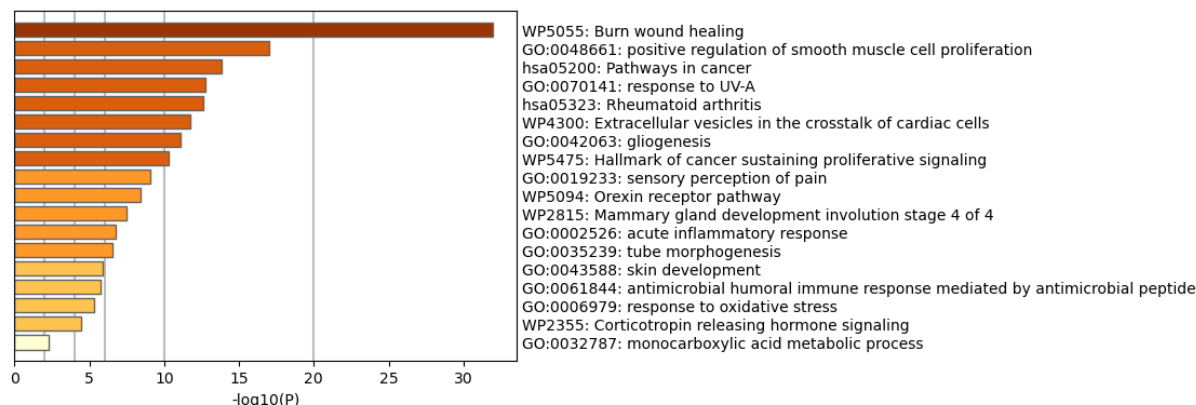 WP5055: Burn wound healing
GO:0048661: positive regulation of smooth muscle cell proliferation
hsa05200: Pathways in cancer
GO:0070141: response to UV-A
hsa05323: Rheumatoid arthritis
WP4300: Extracellular vesicles in the crosstalk of cardiac cells
GO:0042063: gliogenesis
WP5475: Hallmark of cancer sustaining proliferative signaling
GO:0019233: sensory perception of pain
WP5094: Orexin receptor pathway
WP2815: Mammary gland development involution stage 4 of 4
GO:0002526: acute inflammatory response
GO:0035239: tube morphogenesis
GO:0043588: skin development
GO:0061844: antimicrobial humoral immune response mediated by antimicrobial peptide
GO:0006979: response to oxidative stress
WP2355: Corticotropin releasing hormone signaling
GO:0032787: monocarboxylic acid metabolic process
0 5 10 15 20 25 30
-log10(P)